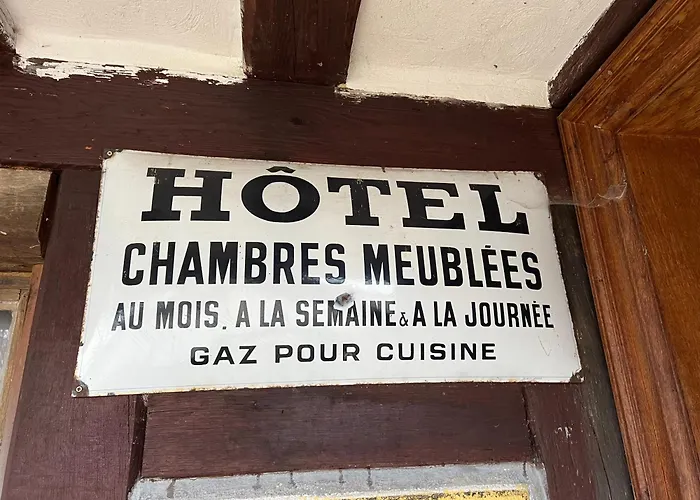 HÔTEL
CHAMBRES MEUBLÉES
AU MOIS. A LA SEMAINE & A LA JOURNÉE
GAZ POUR CUISINE